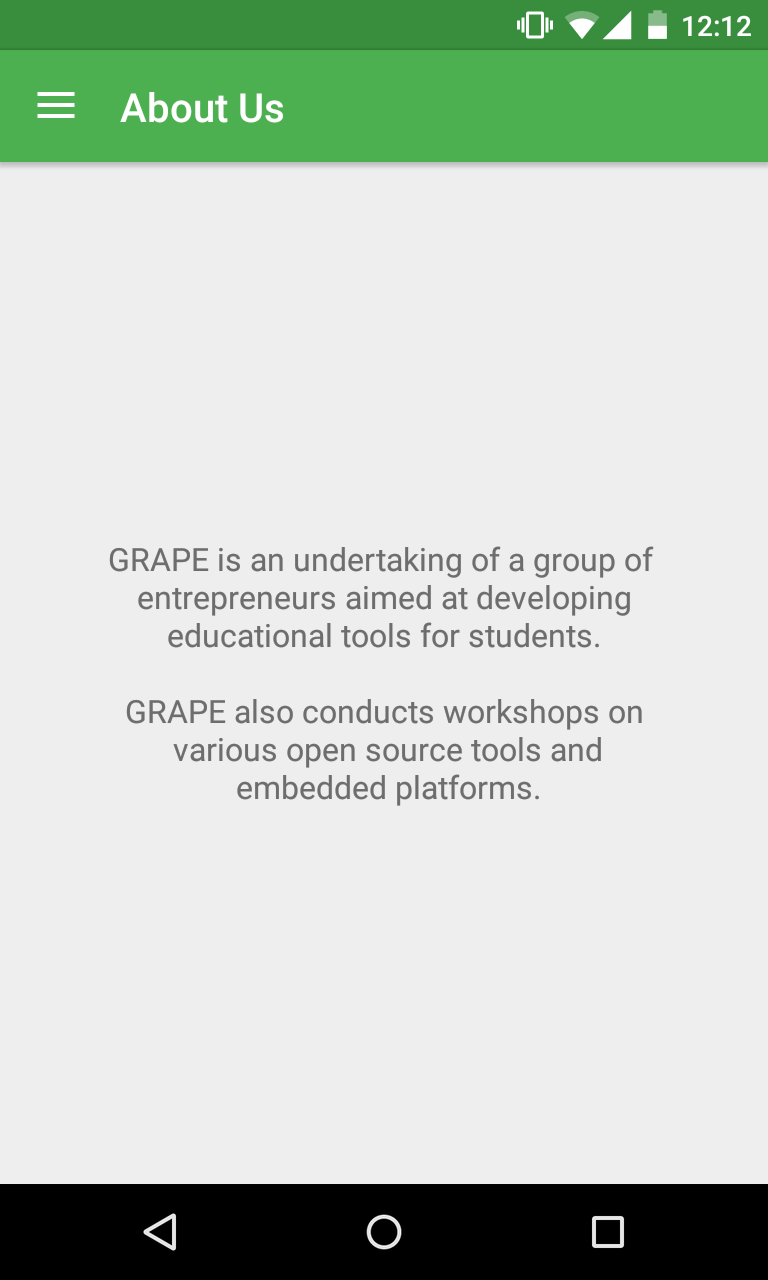 12:12
About Us
GRAPE is an undertaking of a group of
entrepreneurs aimed at developing
educational tools for students.
GRAPE also conducts workshops on
various open source tools and
embedded platforms.